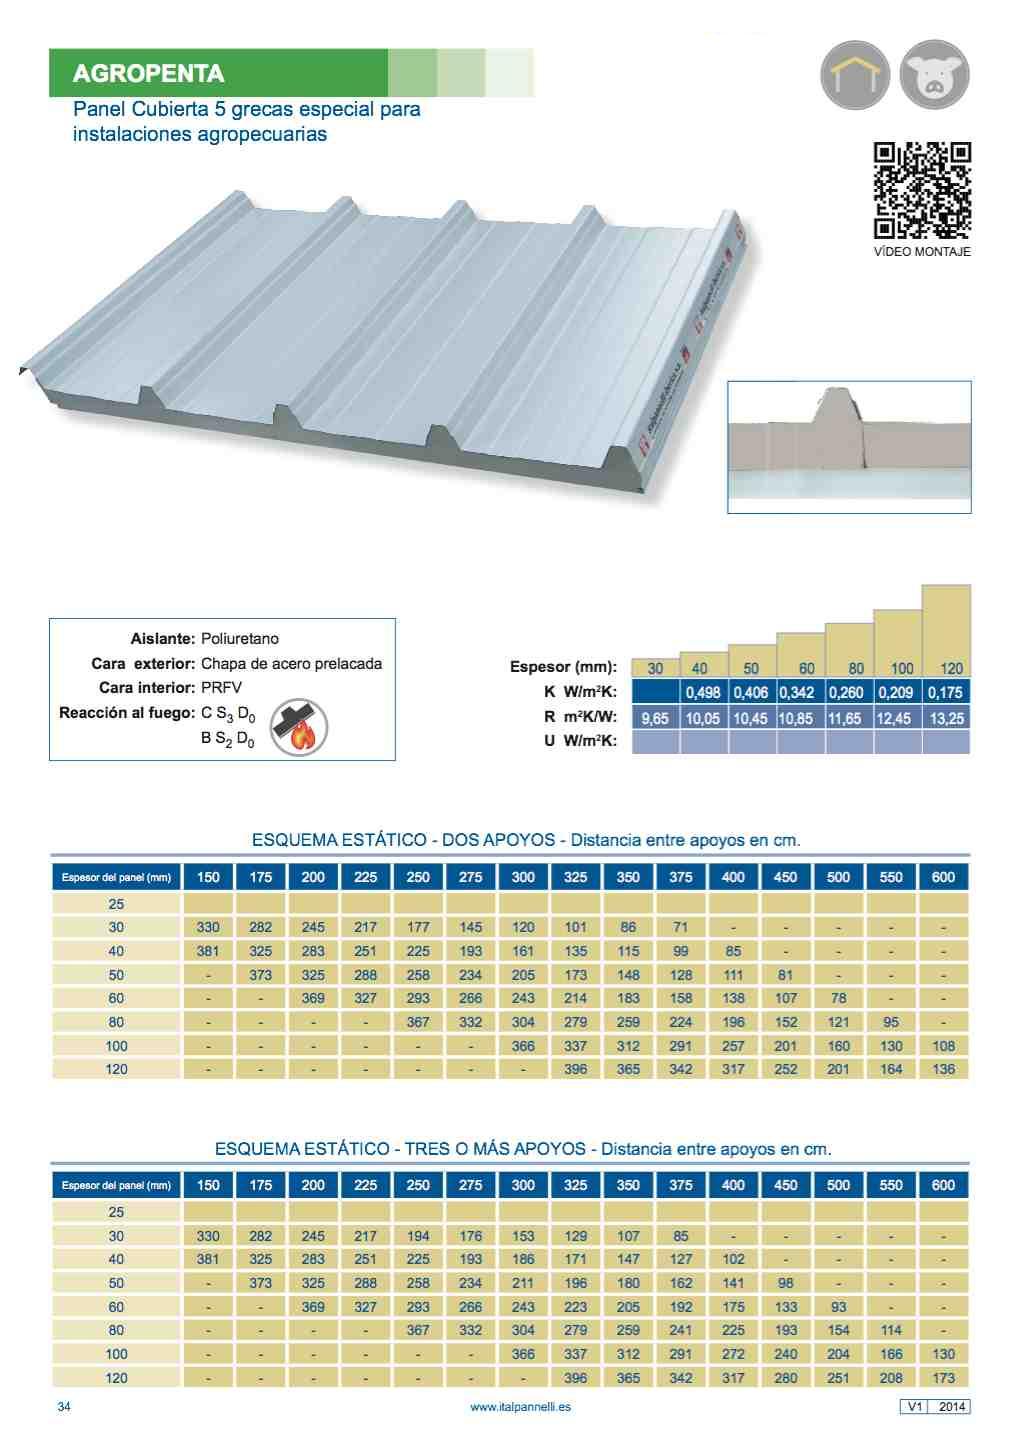 AGROPENTA
Panel Cubierta 5 grecas especial para
instalaciones agropecuarias
VÍDEO MONTAJE
Aislante: Poliuretano
Cara exterior: Chapa de acero prelacada
Cara interior: PRFV
Reacción al fuego: C S3 D0
B S2 D0
Espesor (mm): 30 40 50 60 80 100 120
K W/m²K: 0,498 0,406 0,342 0,260 0,209 0,175
R m²K/W: 9,65 10,05 10,45 10,85 11,65 12,45 13,25
U W/m²K:
ESQUEMA ESTÁTICO - DOS APOYOS - Distancia entre apoyos en cm.
Espesor del panel (mm) 150 175 200 225 250 275 300 325 350 375 400 450 500 550 600
25
30 330 282 245 217 177 145 120 101 86 71 - - - - -
40 381 325 283 251 225 193 161 135 115 99 85 - - - -
50 - 373 325 288 258 234 205 173 148 128 111 81 - - -
60 - - 369 327 293 266 243 214 183 158 138 107 78 - -
80 - - - - 367 332 304 279 259 224 196 152 121 95 -
100 - - - - - - 366 337 312 291 257 201 160 130 108
120 - - - - - - - 396 365 342 317 252 201 164 136
ESQUEMA ESTÁTICO - TRES O MÁS APOYOS - Distancia entre apoyos en cm.
Espesor del panel (mm) 150 175 200 225 250 275 300 325 350 375 400 450 500 550 600
25
30 330 282 245 217 194 176 153 129 107 85 - - - - -
40 381 325 283 251 225 193 186 171 147 127 102 - - - -
50 - 373 325 288 258 234 211 196 180 162 141 98 - - -
60 - - 369 327 293 266 243 223 205 192 175 133 93 - -
80 - - - - 367 332 304 279 259 241 225 193 154 114 -
100 - - - - - - 366 337 312 291 272 240 204 166 130
120 - - - - - - - 396 365 342 317 280 251 208 173
34
www.italpannelli.es
V1 2014